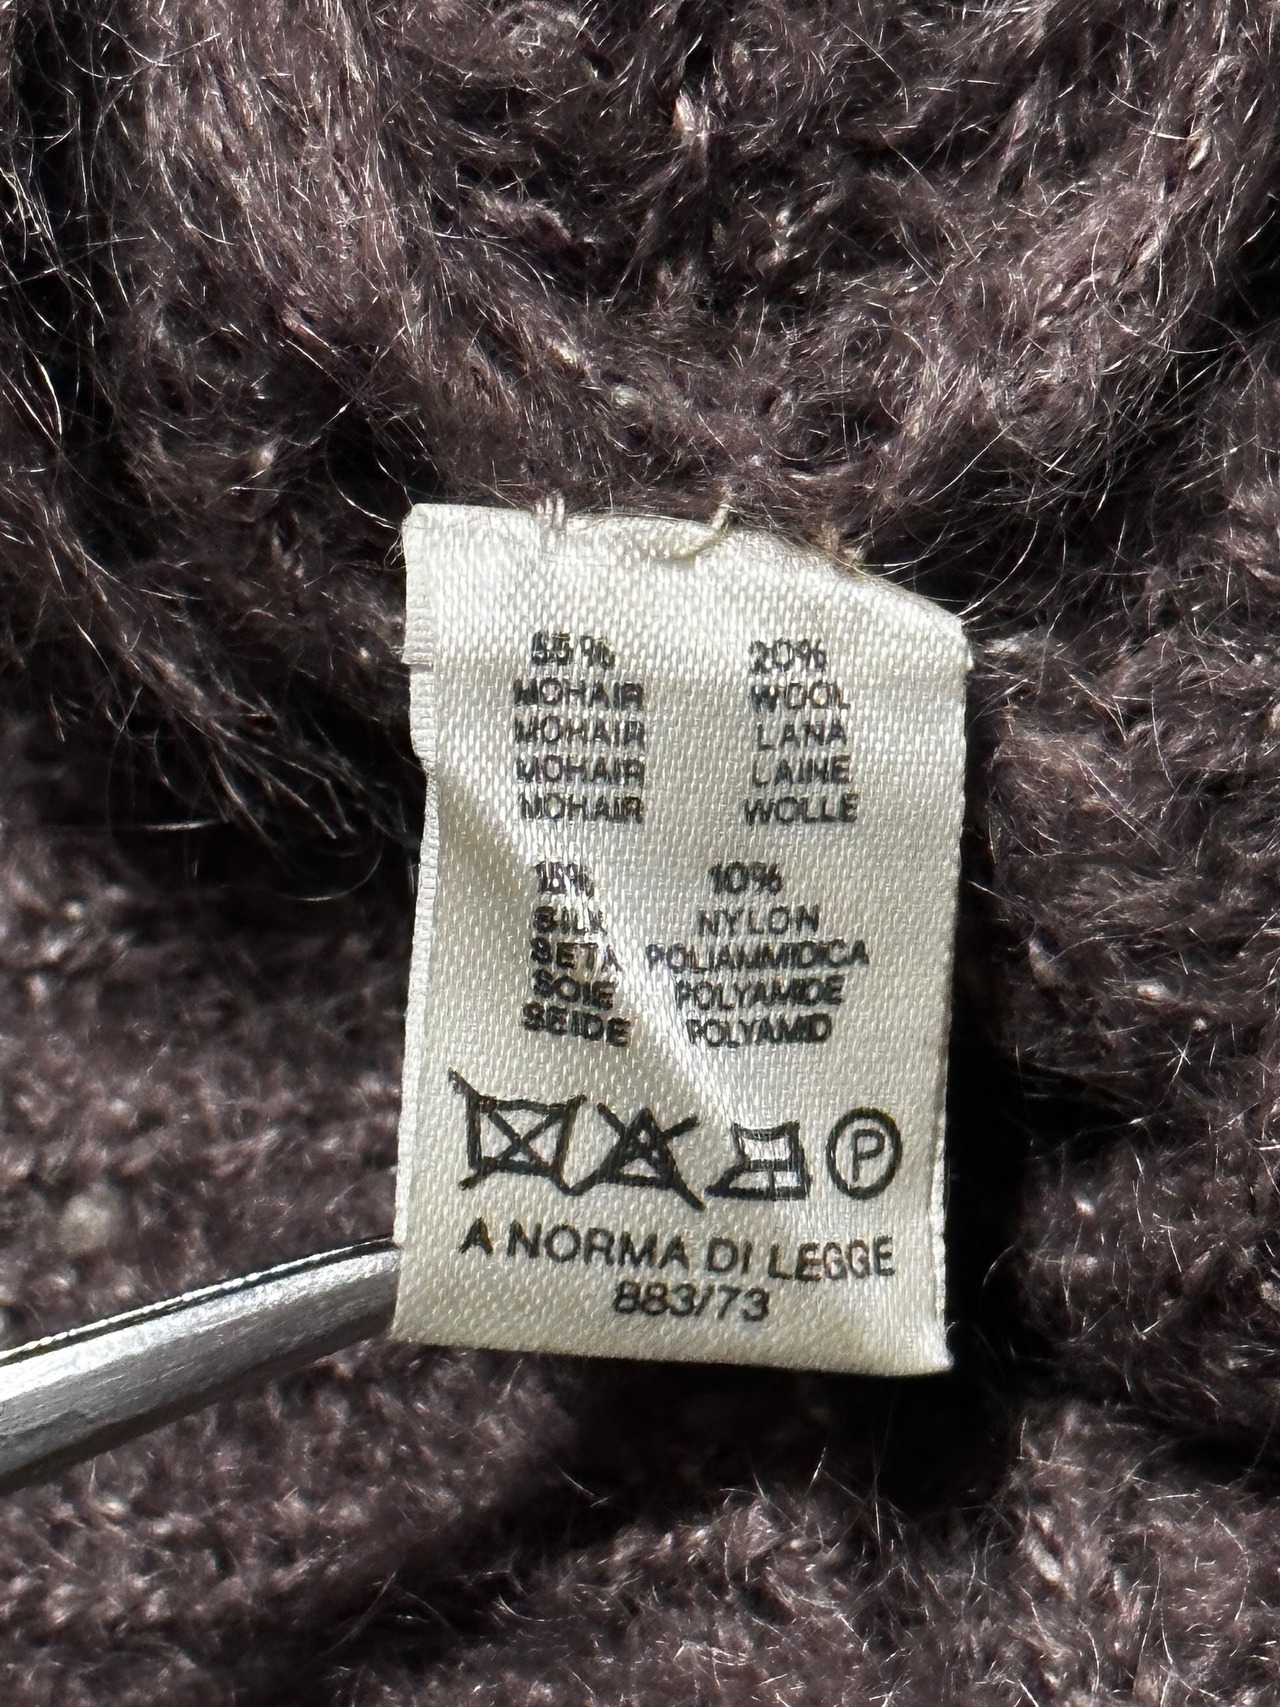 55% 20%
MOHAIR WOOL
MOHAIR LANA
MOHAIR LAINE
MOHAIR WOLLE
15% 10%
SILK NYLON
SETA POLIAMMIDICA
SOIE POLYAMIDE
SEIDE POLYAMID
P
A NORMA DI LEGGE
883/73